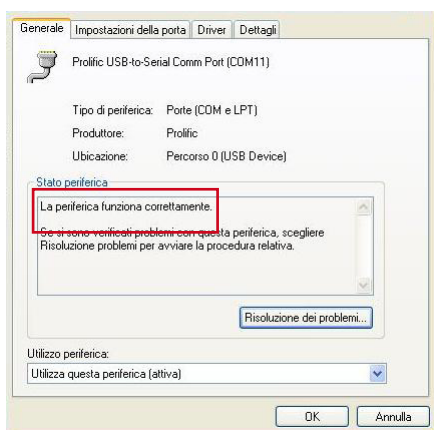 Generale Impostazioni della porta Driver Dettagli
Prolific USB-to-Serial Comm Port (COM11)
Tipo di periferica: Porte (COM e LPT)
Produttore: Prolific
Ubicazione: Percorso 0 (USB Device)
Stato periferica
La periferica funziona correttamente.
Se si sono verificati problemi con questa periferica, scegliere
Risoluzione problemi per avviare la procedura relativa.
Risoluzione dei problemi...
Utilizzo periferica:
Utilizza questa periferica (attiva)
OK Annulla